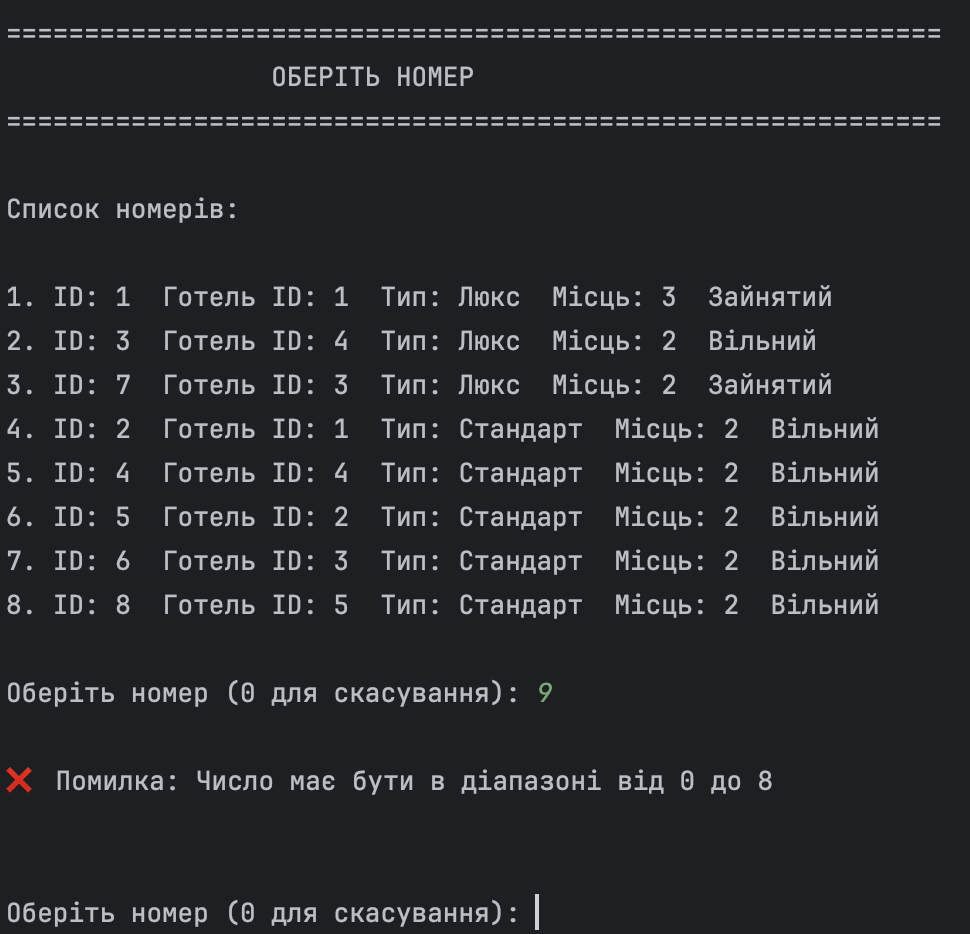 ============================================================
ОБЕРІТЬ НОМЕР
============================================================
Список номерів:
1. ID: 1  Готель ID: 1  Тип: Люкс  Місць: 3  Зайнятий
2. ID: 3  Готель ID: 4  Тип: Люкс  Місць: 2  Вільний
3. ID: 7  Готель ID: 3  Тип: Люкс  Місць: 2  Зайнятий
4. ID: 2  Готель ID: 1  Тип: Стандарт  Місць: 2  Вільний
5. ID: 4  Готель ID: 4  Тип: Стандарт  Місць: 2  Вільний
6. ID: 5  Готель ID: 2  Тип: Стандарт  Місць: 2  Вільний
7. ID: 6  Готель ID: 3  Тип: Стандарт  Місць: 2  Вільний
8. ID: 8  Готель ID: 5  Тип: Стандарт  Місць: 2  Вільний
Оберіть номер (0 для скасування): 9
❌ Помилка: Число має бути в діапазоні від 0 до 8
Оберіть номер (0 для скасування):